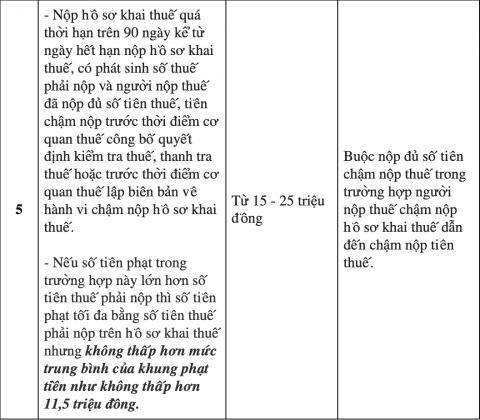 5
- Nộp hồ sơ khai thuế quá
thời hạn trên 90 ngày kể từ
ngày hết hạn nộp hồ sơ khai
thuế, có phát sinh số thuế
phải nộp và người nộp thuế
đã nộp đủ số tiền thuế, tiền
chậm nộp trước thời điểm cơ
quan thuế công bố quyết
định kiểm tra thuế, thanh tra
thuế hoặc trước thời điểm cơ
quan thuế lập biên bản về
hành vi chậm nộp hồ sơ khai
thuế.
- Nếu số tiền phạt trong
trường hợp này lớn hơn số
tiền thuế phải nộp thì số tiền
phạt tối đa bằng số tiền thuế
phải nộp trên hồ sơ khai thuế
nhưng không thấp hơn mức
trung bình của khung phạt
tiền như không thấp hơn
11,5 triệu đồng.
Từ 15 - 25 triệu
đồng
Buộc nộp đủ số tiền
chậm nộp thuế trong
trường hợp người
nộp thuế chậm nộp
hồ sơ khai thuế dẫn
đến chậm nộp tiền
thuế.